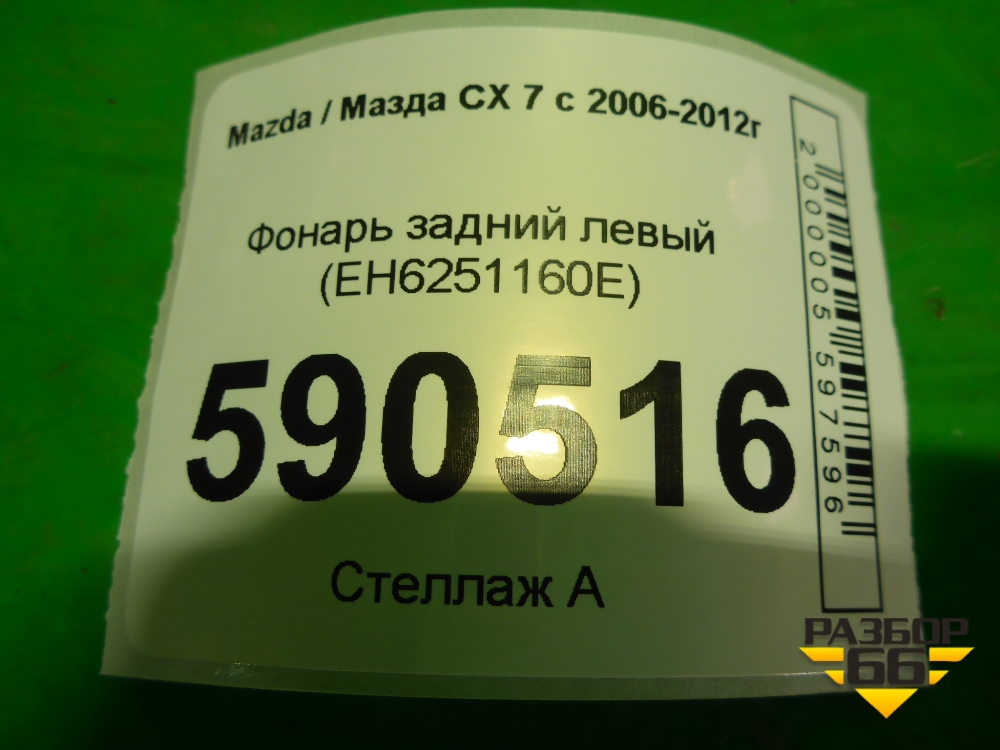 Mazda / Мазда CX 7 с 2006-2012г
Фонарь задний левый
(EH6251160E)
590516
Стеллаж А
2000005597596
РАЗБОР
66